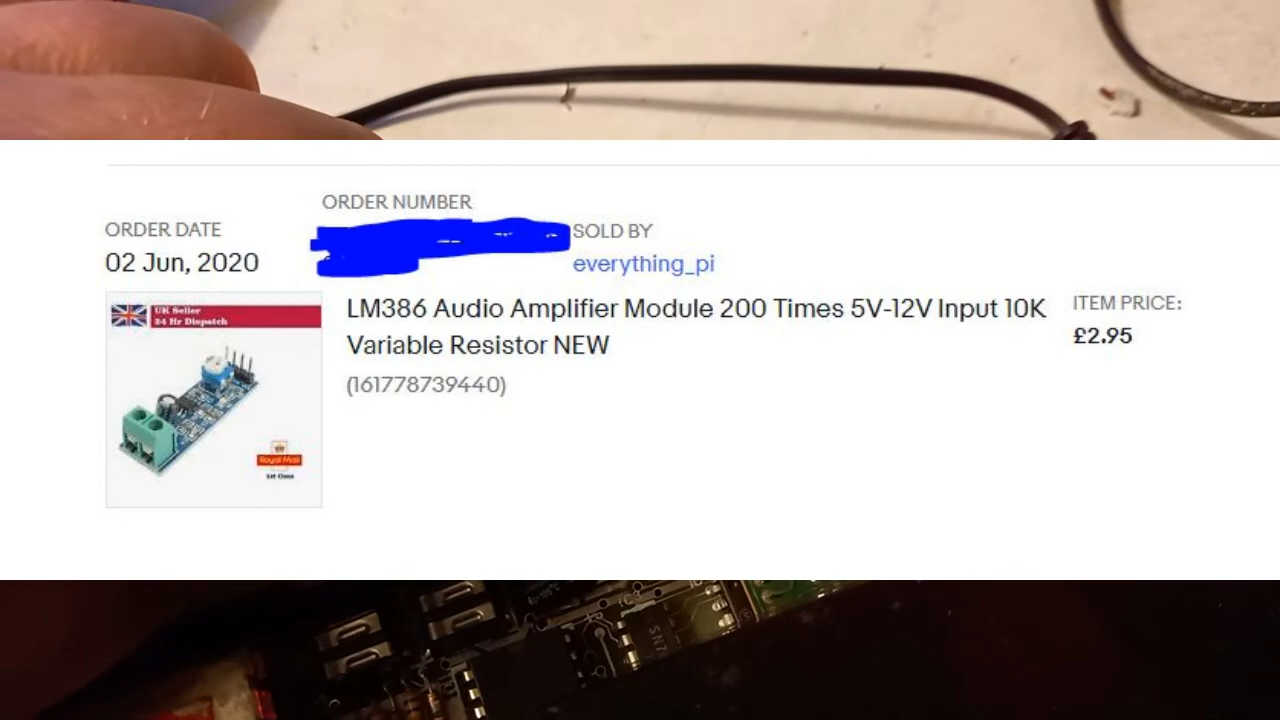 ORDER NUMBER
ORDER DATE
SOLD BY
02 Jun, 2020
everything_pi
UK Seller
24 Hr Dispatch
LM386 Audio Amplifier Module 200 Times 5V-12V Input 10K
Variable Resistor NEW
(161778739440)
ITEM PRICE:
£2.95
Royal Mail
1st Class
SN7